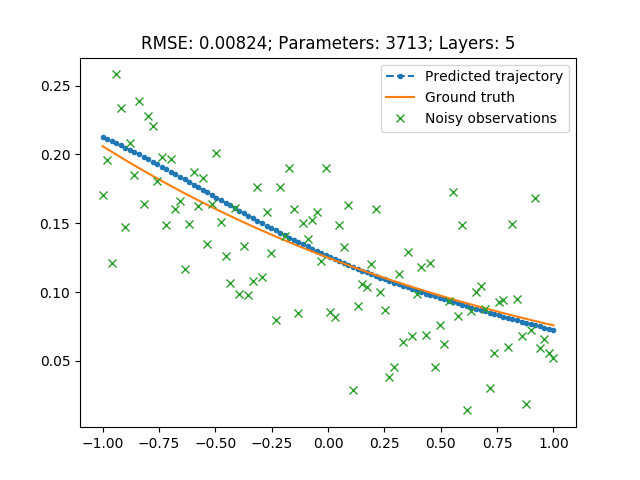 RMSE: 0.00824; Parameters: 3713; Layers: 5
Predicted trajectory
Ground truth
Noisy observations
0.25
0.20
0.15
0.10
0.05
−1.00 −0.75 −0.50 −0.25 0.00 0.25 0.50 0.75 1.00